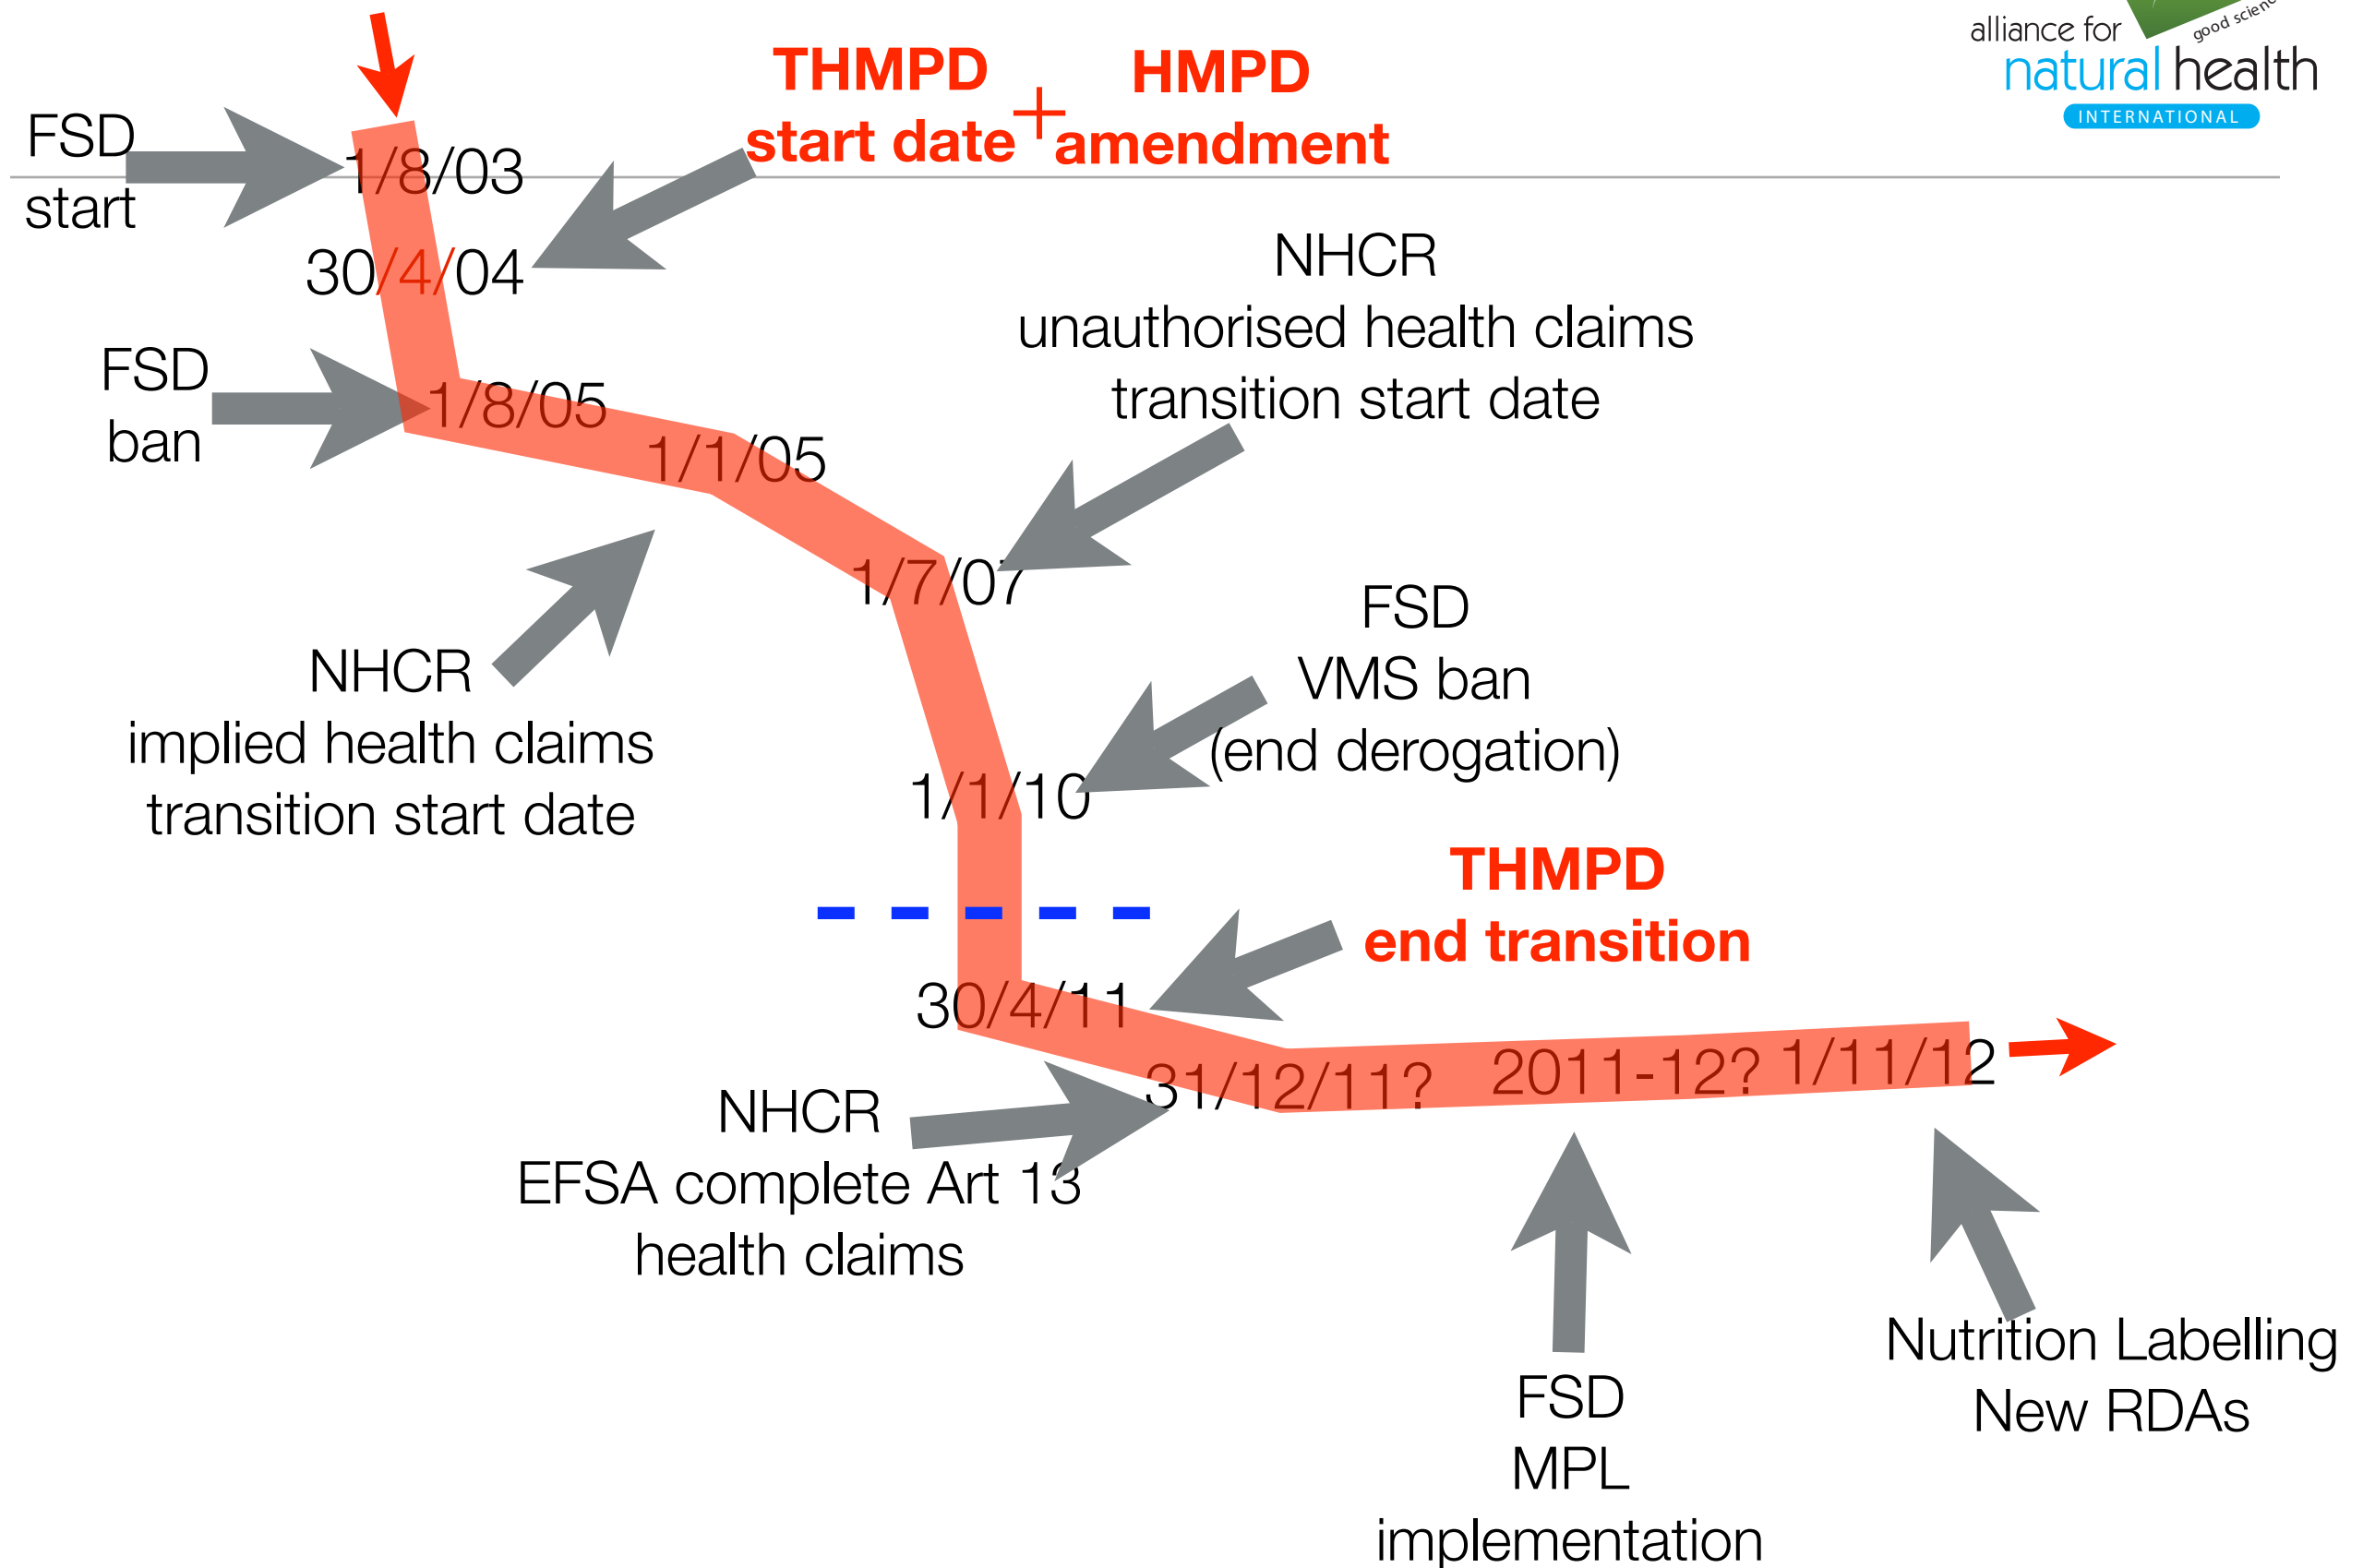 alliance for
natural health
INTERNATIONAL
THMPD
start date
+
HMPD
amendment
FSD
start
1/8/03
30/4/04
NHCR
unauthorised health claims
transition start date
FSD
ban
1/8/05
1/1/05
1/7/07
NHCR
implied health claims
transition start date
FSD
VMS ban
(end derogation)
1/1/10
THMPD
end transition
30/4/11
31/12/11?
2011-12?
1/11/12
NHCR
EFSA complete Art 13
health claims
FSD
MPL
implementation
Nutrition Labelling
New RDAs